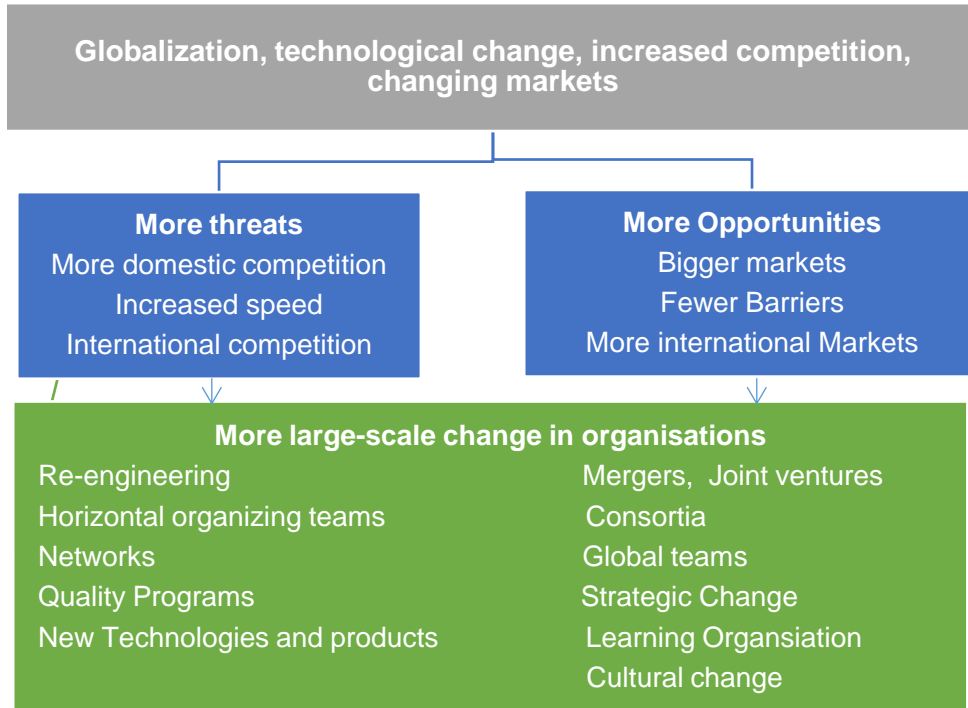 Globalization, technological change, increased competition,
changing markets
More threats
More domestic competition
Increased speed
International competition
More Opportunities
Bigger markets
Fewer Barriers
More international Markets
/
More large-scale change in organisations
Re-engineering
Horizontal organizing teams
Networks
Quality Programs
New Technologies and products
Mergers, Joint ventures
Consortia
Global teams
Strategic Change
Learning Organsiation
Cultural change